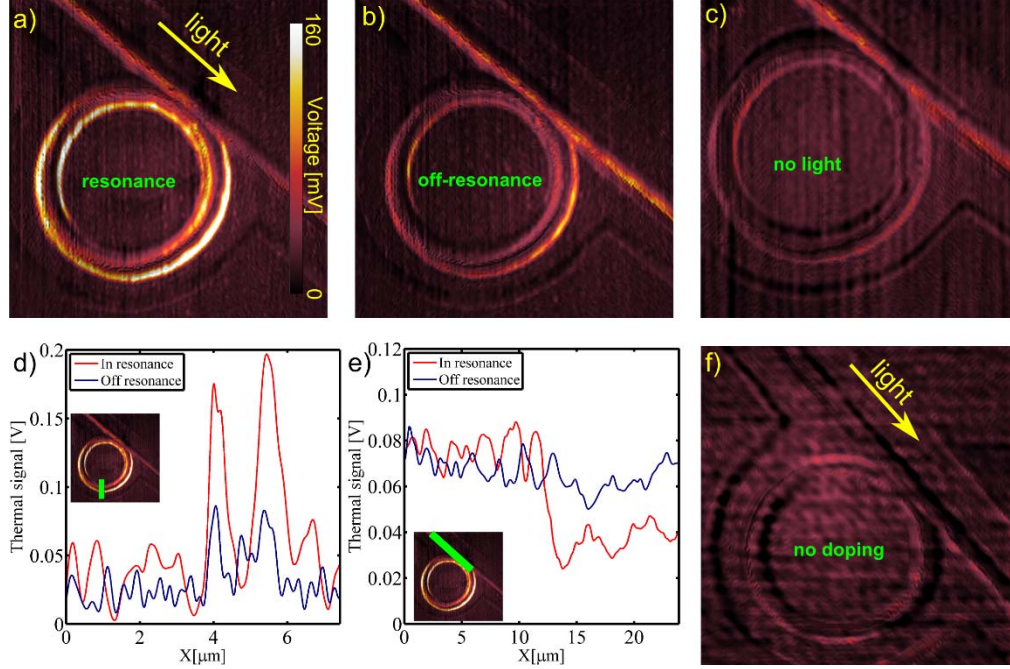 a)
light
160
Voltage [mV]
0
resonance
b)
light
off-resonance
c)
no light
d)
In resonance
Off resonance
Thermal signal [V]
0.2
0.15
0.1
0.05
0
0 2 4 6
X[μm]
e)
In resonance
Off resonance
Thermal signal [V]
0.12
0.08
0.06
0.04
0.02
0
0 5 10 15 20
X[μm]
f)
light
no doping